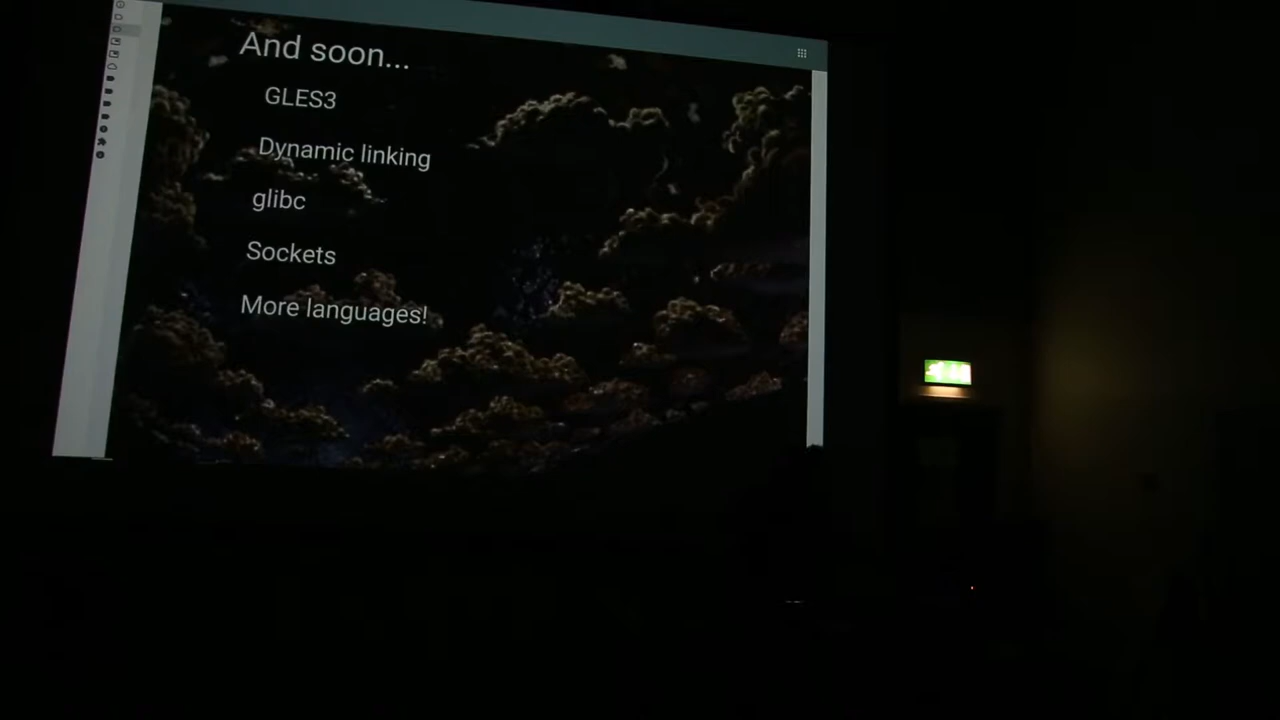 And soon...
GLES3
Dynamic linking
glibc
Sockets
More languages!